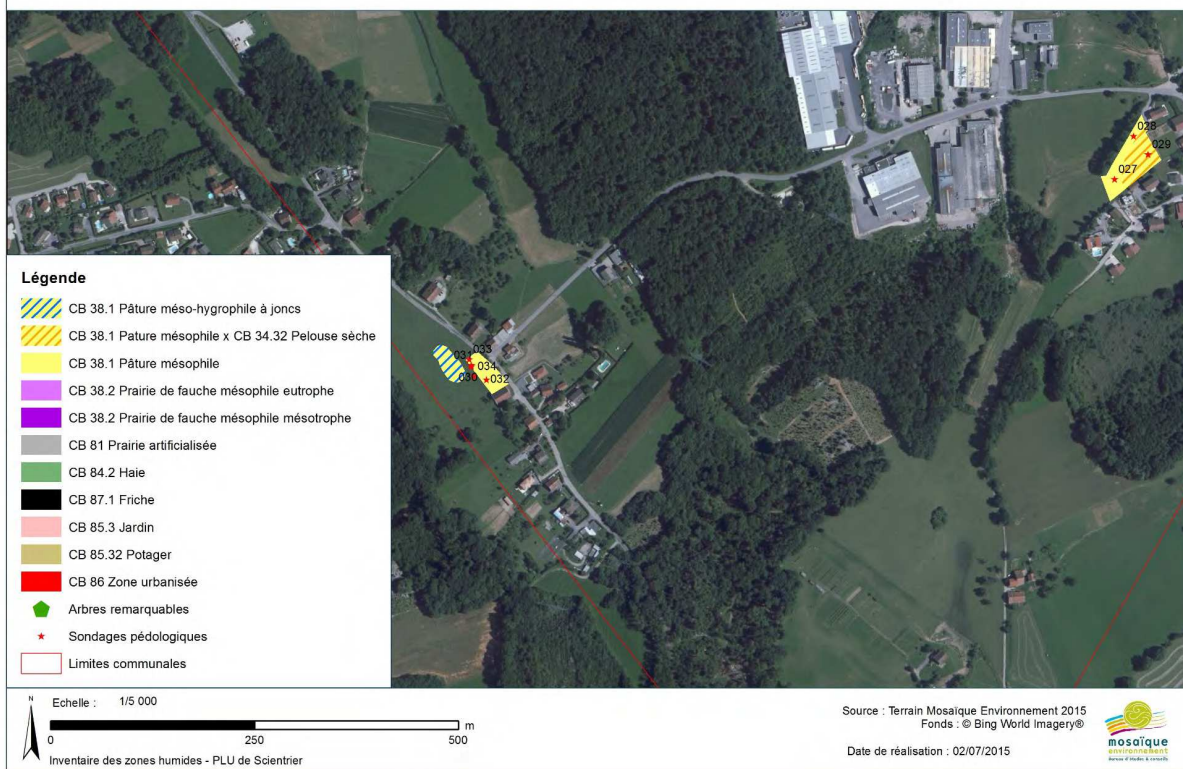 028
029
027
Légende
CB 38.1 Pâture méso-hygrophile à joncs
CB 38.1 Pature mésophile x CB 34.32 Pelouse sèche
CB 38.1 Pâture mésophile
CB 38.2 Prairie de fauche mésophile eutrophe
CB 38.2 Prairie de fauche mésophile mésotrophe
CB 81 Prairie artificialisée
CB 84.2 Haie
CB 87.1 Friche
CB 85.3 Jardin
CB 85.32 Potager
CB 86 Zone urbanisée
Arbres remarquables
Sondages pédologiques
Limites communales
031 033
034
030 032
N
Echelle : 1/5 000
m
0 250 500
Inventaire des zones humides - PLU de Scientrier
Source : Terrain Mosaïque Environnement 2015
Fonds : © Bing World Imagery®
Date de réalisation : 02/07/2015
mosaïque
environnement
Bureau d'études & conseils